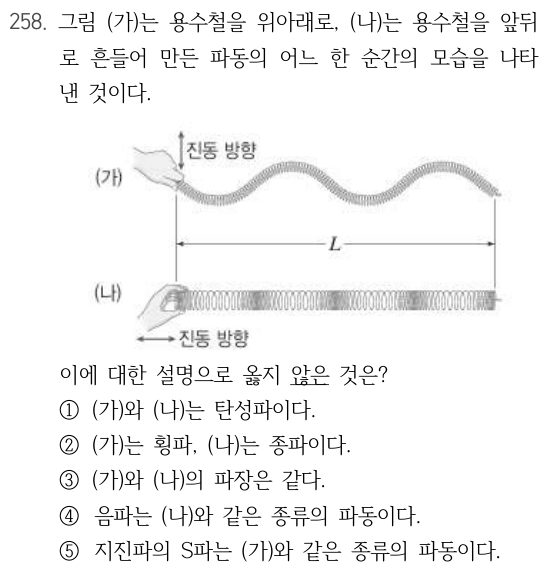 258. 그림 (가)는 용수철을 위아래로, (나)는 용수철을 앞뒤
로 흔들어 만든 파동의 어느 한 순간의 모습을 나타
낸 것이다.
진동 방향
(가)
L
(나)
진동 방향
이에 대한 설명으로 옳지 않은 것은?
① (가)와 (나)는 탄성파이다.
② (가)는 횡파, (나)는 종파이다.
③ (가)와 (나)의 파장은 같다.
④ 음파는 (나)와 같은 종류의 파동이다.
⑤ 지진파의 S파는 (가)와 같은 종류의 파동이다.